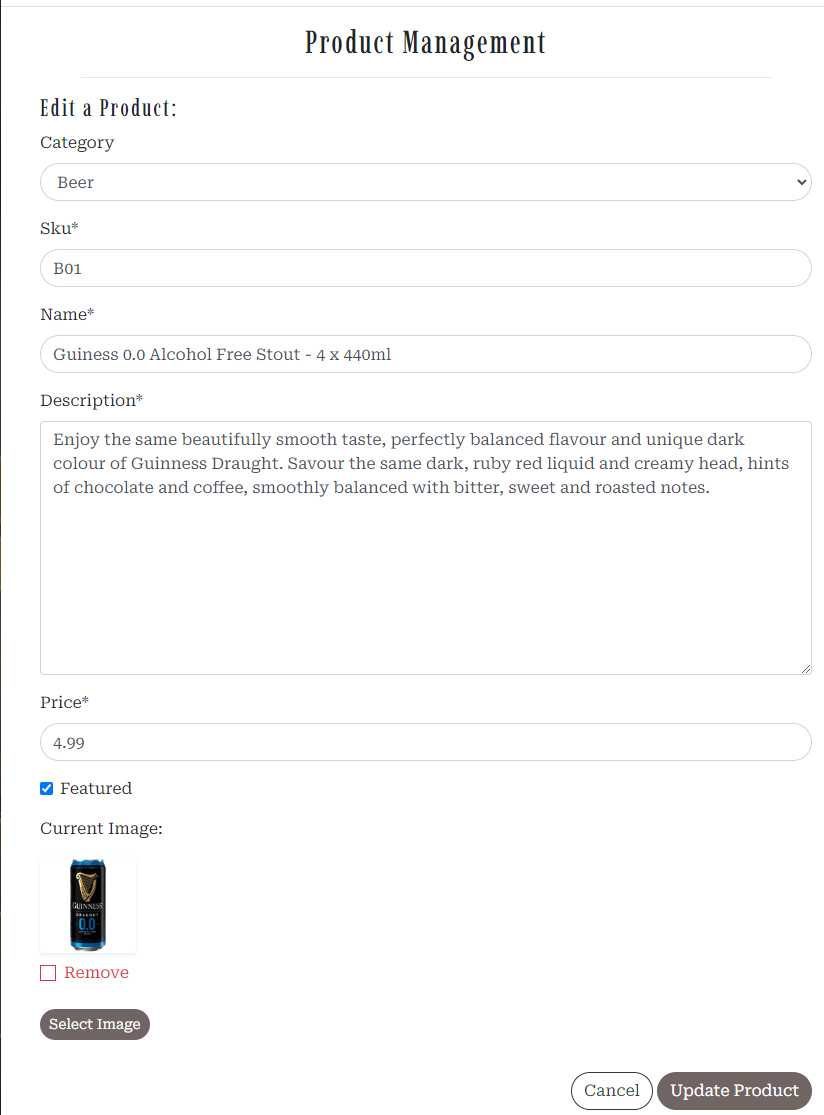 Product Management
Edit a Product:
Category
Beer
Sku*
B01
Name*
Guiness 0.0 Alcohol Free Stout - 4 x 440ml
Description*
Enjoy the same beautifully smooth taste, perfectly balanced flavour and unique dark
colour of Guinness Draught. Savour the same dark, ruby red liquid and creamy head, hints
of chocolate and coffee, smoothly balanced with bitter, sweet and roasted notes.
Price*
4.99
Featured
Current Image:
GUINNESS
DRAUGHT
0.0
Remove
Select Image
Cancel
Update Product